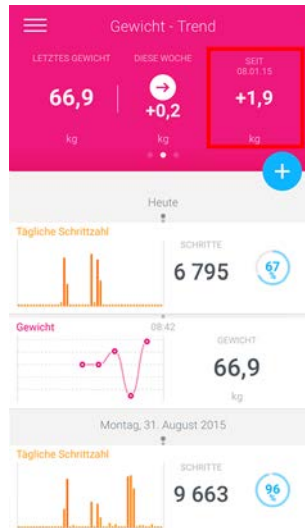 Gewicht - Trend
LETZTES GEWICHT DIESE WOCHE SEIT
08.01.15
66,9 +0,2 +1,9
kg kg kg
+
Heute
Tägliche Schrittzahl
SCHRITTE
6 795 67 %
Gewicht 08:42
GEWICHT
66,9
kg
Montag, 31. August 2015
Tägliche Schrittzahl
SCHRITTE
9 663 96 %